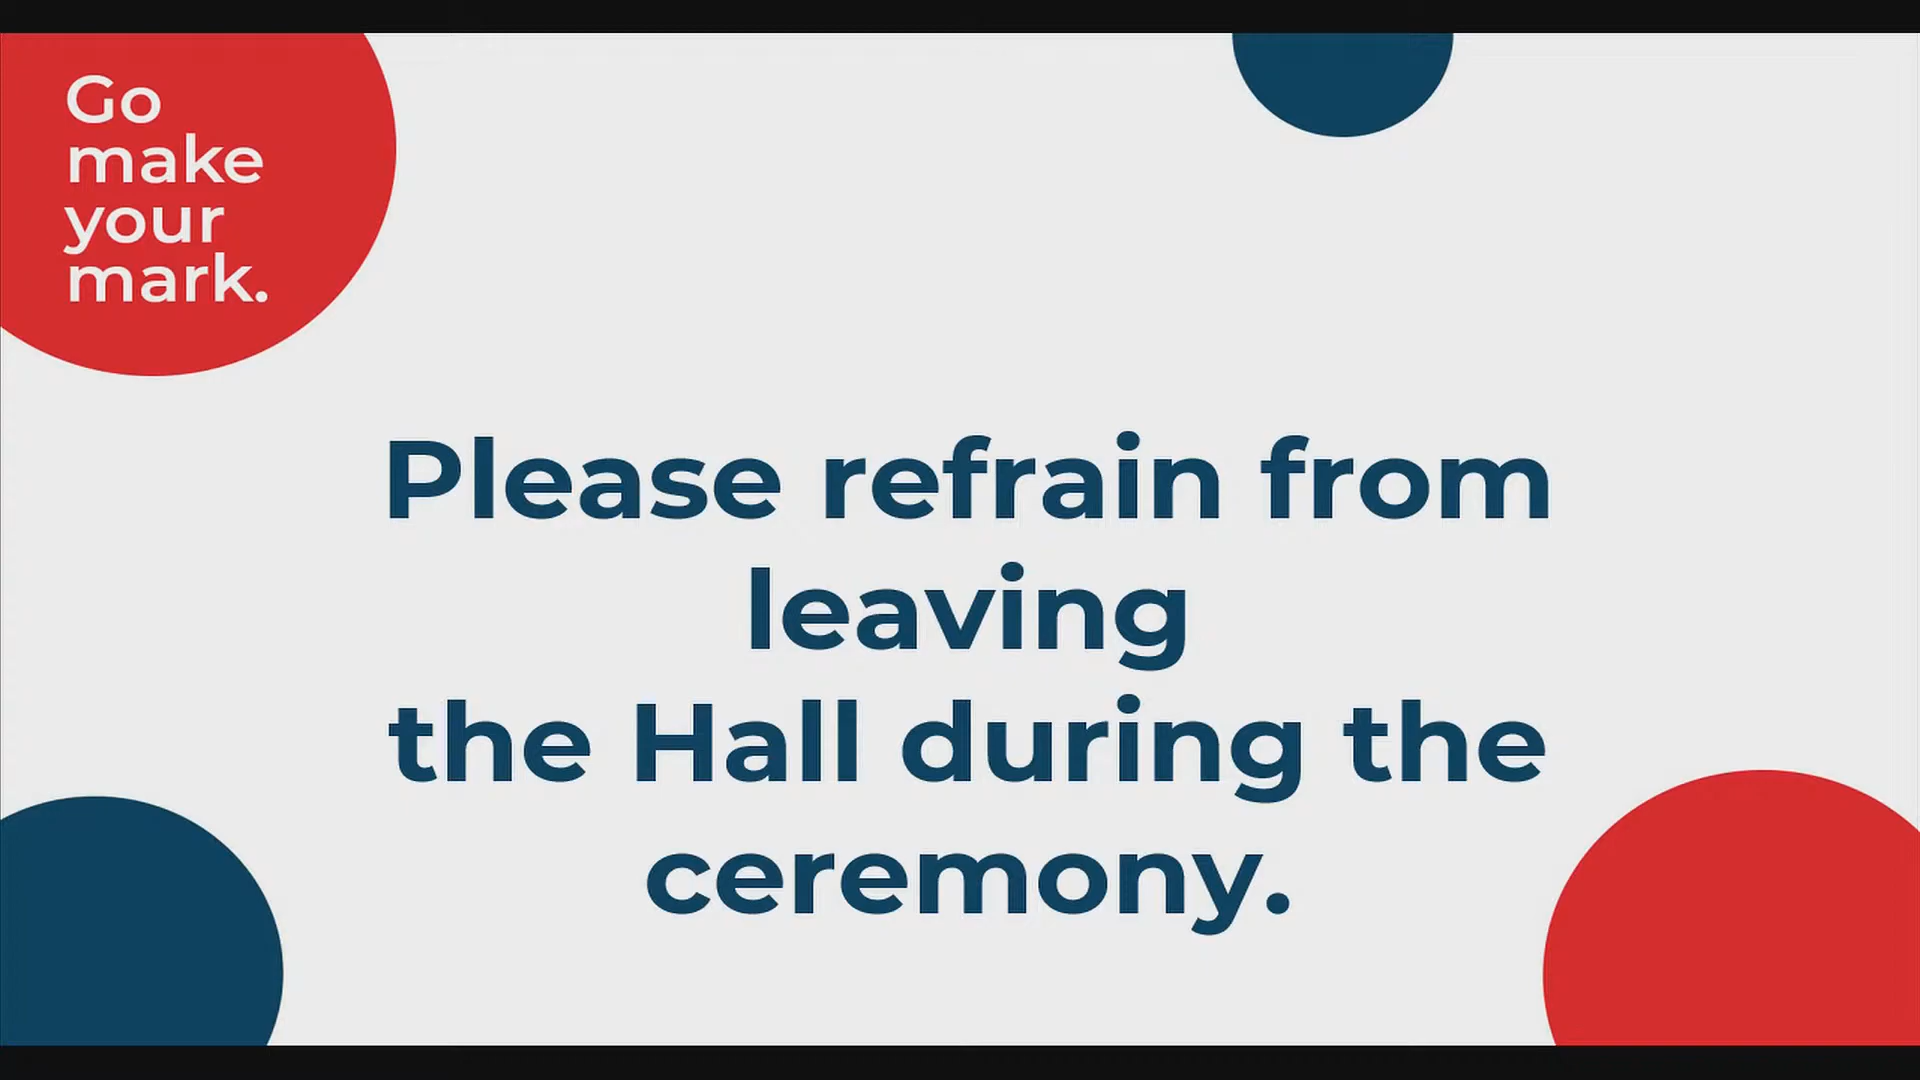 Go
make
your
mark.
Please refrain from
leaving
the Hall during the
ceremony.